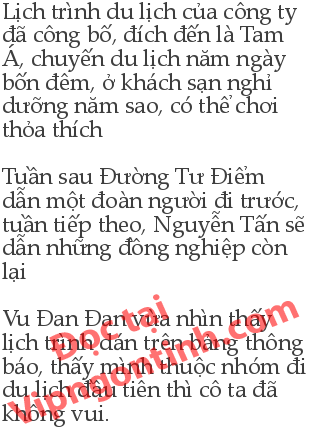 Lịch trình du lịch của công ty
đã công bố, đích đến là Tam
Á, chuyến du lịch năm ngày
bốn đêm, ở khách sạn nghỉ
dưỡng năm sao, có thể chơi
thỏa thích
Tuần sau Đường Tư Điểm
dẫn một đoàn người đi trước,
tuần tiếp theo, Nguyễn Tấn sẽ
dẫn những đông nghiệp còn
lại
Vu Đan Đan vừa nhìn thấy
lịch trình dán trên bảng thông
báo, thấy mình thuộc nhóm đi
du lịch đầu tiên thì cô ta đã
không vui.
Đọc tại
Vipngontinh.com